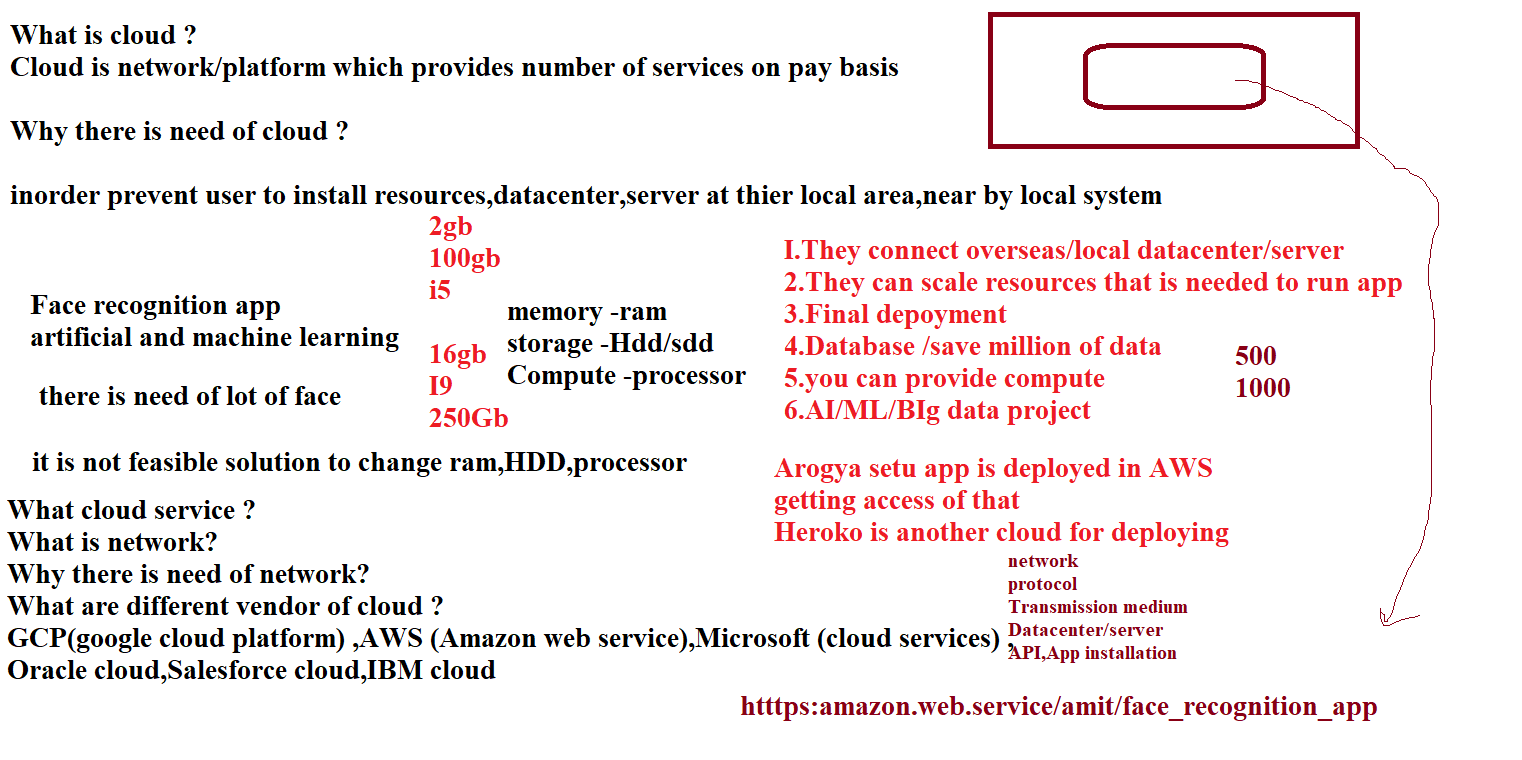 What is cloud ?
Cloud is network/platform which provides number of services on pay basis
Why there is need of cloud ?
inorder prevent user to install resources,datacenter,server at thier local area,near by local system
2gb
100gb
i5
Face recognition app
artificial and machine learning
there is need of lot of face
16gb
I9
250Gb
memory -ram
storage -Hdd/sdd
Compute -processor
I.They connect overseas/local datacenter/server
2.They can scale resources that is needed to run app
3.Final depoyment
4.Database /save million of data
5.you can provide compute
6.AI/ML/BIg data project
500
1000
it is not feasible solution to change ram,HDD,processor
Arogya setu app is deployed in AWS
getting access of that
Heroko is another cloud for deploying
What cloud service ?
What is network?
Why there is need of network?
What are different vendor of cloud ?
GCP(google cloud platform) ,AWS (Amazon web service),Microsoft (cloud services) ,
Oracle cloud,Salesforce cloud,IBM cloud
network
protocol
Transmission medium
Datacenter/server
API,App installation
htttps:amazon.web.service/amit/face_recognition_app